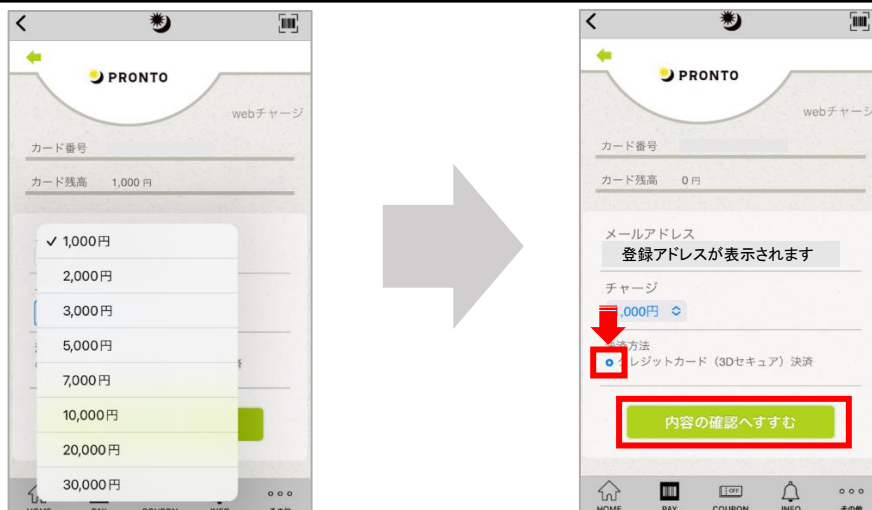 PRONTO
webチャージ
カード番号
カード残高 1,000 円
✓ 1,000円
2,000円
3,000円
5,000円
7,000円
10,000円
20,000円
30,000円
PRONTO
webチャージ
カード番号
カード残高 0 円
メールアドレス
登録アドレスが表示されます
チャージ
,000円
済方法
レジットカード（3Dセキュア）決済
内容の確認へすすむ
OFF
HOME PAY COUPON INFO その他